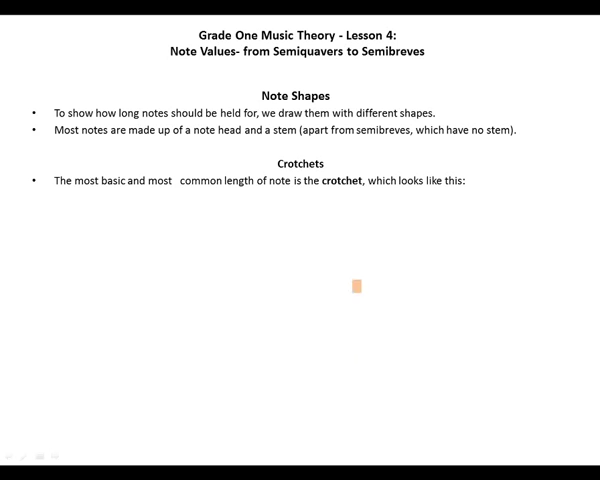 Grade One Music Theory - Lesson 4:
Note Values- from Semiquavers to Semibreves
Note Shapes
• To show how long notes should be held for, we draw them with different shapes.
• Most notes are made up of a note head and a stem (apart from semibreves, which have no stem).
Crotchets
• The most basic and most common length of note is the crotchet, which looks like this: